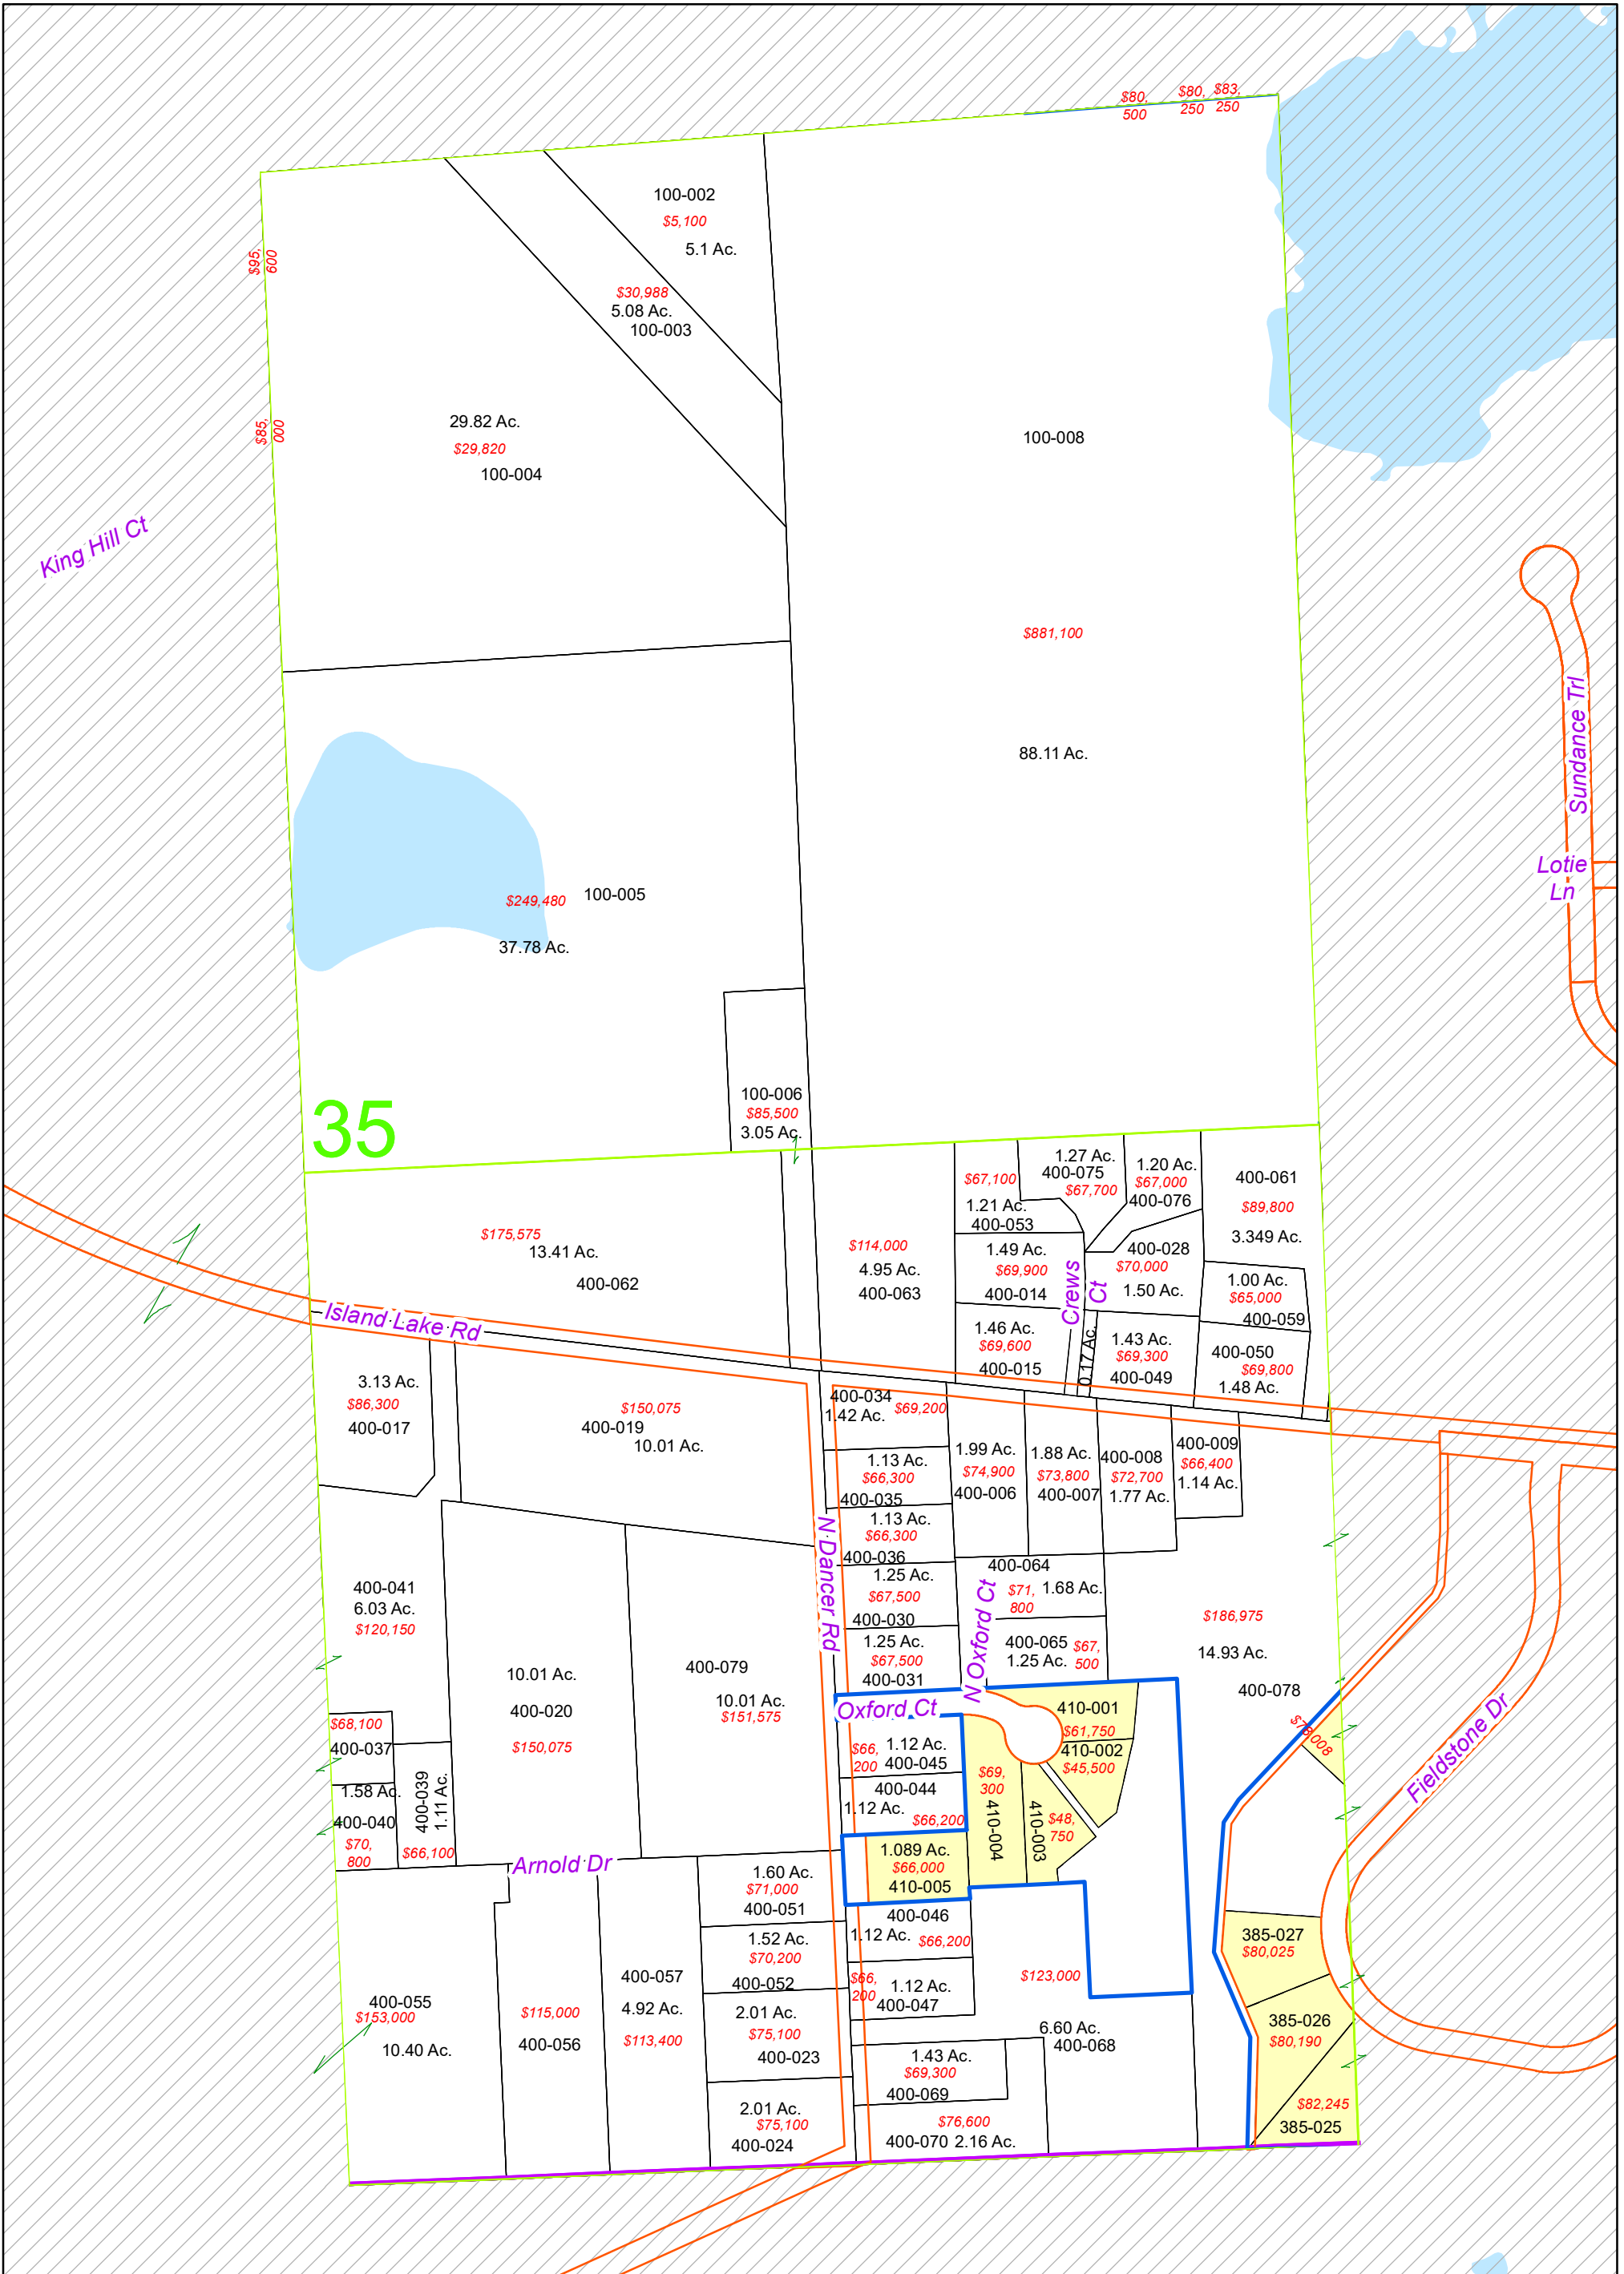 $80,
500
$80,
250
$83,
250
100-002
$5,100
5.1 Ac.
$95,
600
$30,988
5.08 Ac.
100-003
$85,
000
29.82 Ac.
$29,820
100-004
100-008
King Hill Ct
$881,100
Sundance Trl
88.11 Ac.
Lotie
Ln
$249,480
100-005
37.78 Ac.
100-006
$85,500
3.05 Ac.
35
$67,100
1.21 Ac.
400-053
1.27 Ac.
400-075
$67,700
1.20 Ac.
$67,000
400-076
400-061
$89,800
3.349 Ac.
$175,575
13.41 Ac.
400-062
$114,000
4.95 Ac.
400-063
1.49 Ac.
$69,900
400-014
Crews
Ct
400-028
$70,000
1.50 Ac.
1.00 Ac.
$65,000
400-059
Island Lake Rd
1.46 Ac.
$69,600
400-015
0.17 Ac.
1.43 Ac.
$69,300
400-049
400-050
$69,800
1.48 Ac.
3.13 Ac.
$86,300
400-017
$150,075
400-019
10.01 Ac.
400-034
1.42 Ac.
$69,200
1.13 Ac.
$66,300
400-035
1.99 Ac.
$74,900
400-006
1.88 Ac.
$73,800
400-007
400-008
$72,700
1.77 Ac.
400-009
$66,400
1.14 Ac.
N Dancer Rd
1.13 Ac.
$66,300
400-036
400-064
$71,
800
1.68 Ac.
400-041
6.03 Ac.
$120,150
1.25 Ac.
$67,500
400-030
N Oxford Ct
$186,975
14.93 Ac.
400-078
10.01 Ac.
400-020
$150,075
400-079
10.01 Ac.
$151,575
1.25 Ac.
$67,500
400-031
400-065
1.25 Ac.
$67,
500
Oxford Ct
410-001
$61,750
410-002
$45,500
$78,008
Fieldstone Dr
$68,100
400-037
1.58 Ac.
400-040
$70,
800
400-039
1.11 Ac.
$66,100
$66,
200
1.12 Ac.
400-045
400-044
1.12 Ac.
$66,200
$69,
300
410-004
410-003
$48,
750
Arnold Dr
1.089 Ac.
$66,000
410-005
1.60 Ac.
$71,000
400-051
400-046
1.12 Ac.
$66,200
385-027
$80,025
1.52 Ac.
$70,200
400-052
$66,
200
1.12 Ac.
400-047
$123,000
6.60 Ac.
400-068
400-055
$153,000
10.40 Ac.
$115,000
400-056
400-057
4.92 Ac.
$113,400
2.01 Ac.
$75,100
400-023
385-026
$80,190
1.43 Ac.
$69,300
400-069
2.01 Ac.
$75,100
400-024
$76,600
400-070 2.16 Ac.
$82,245
385-025